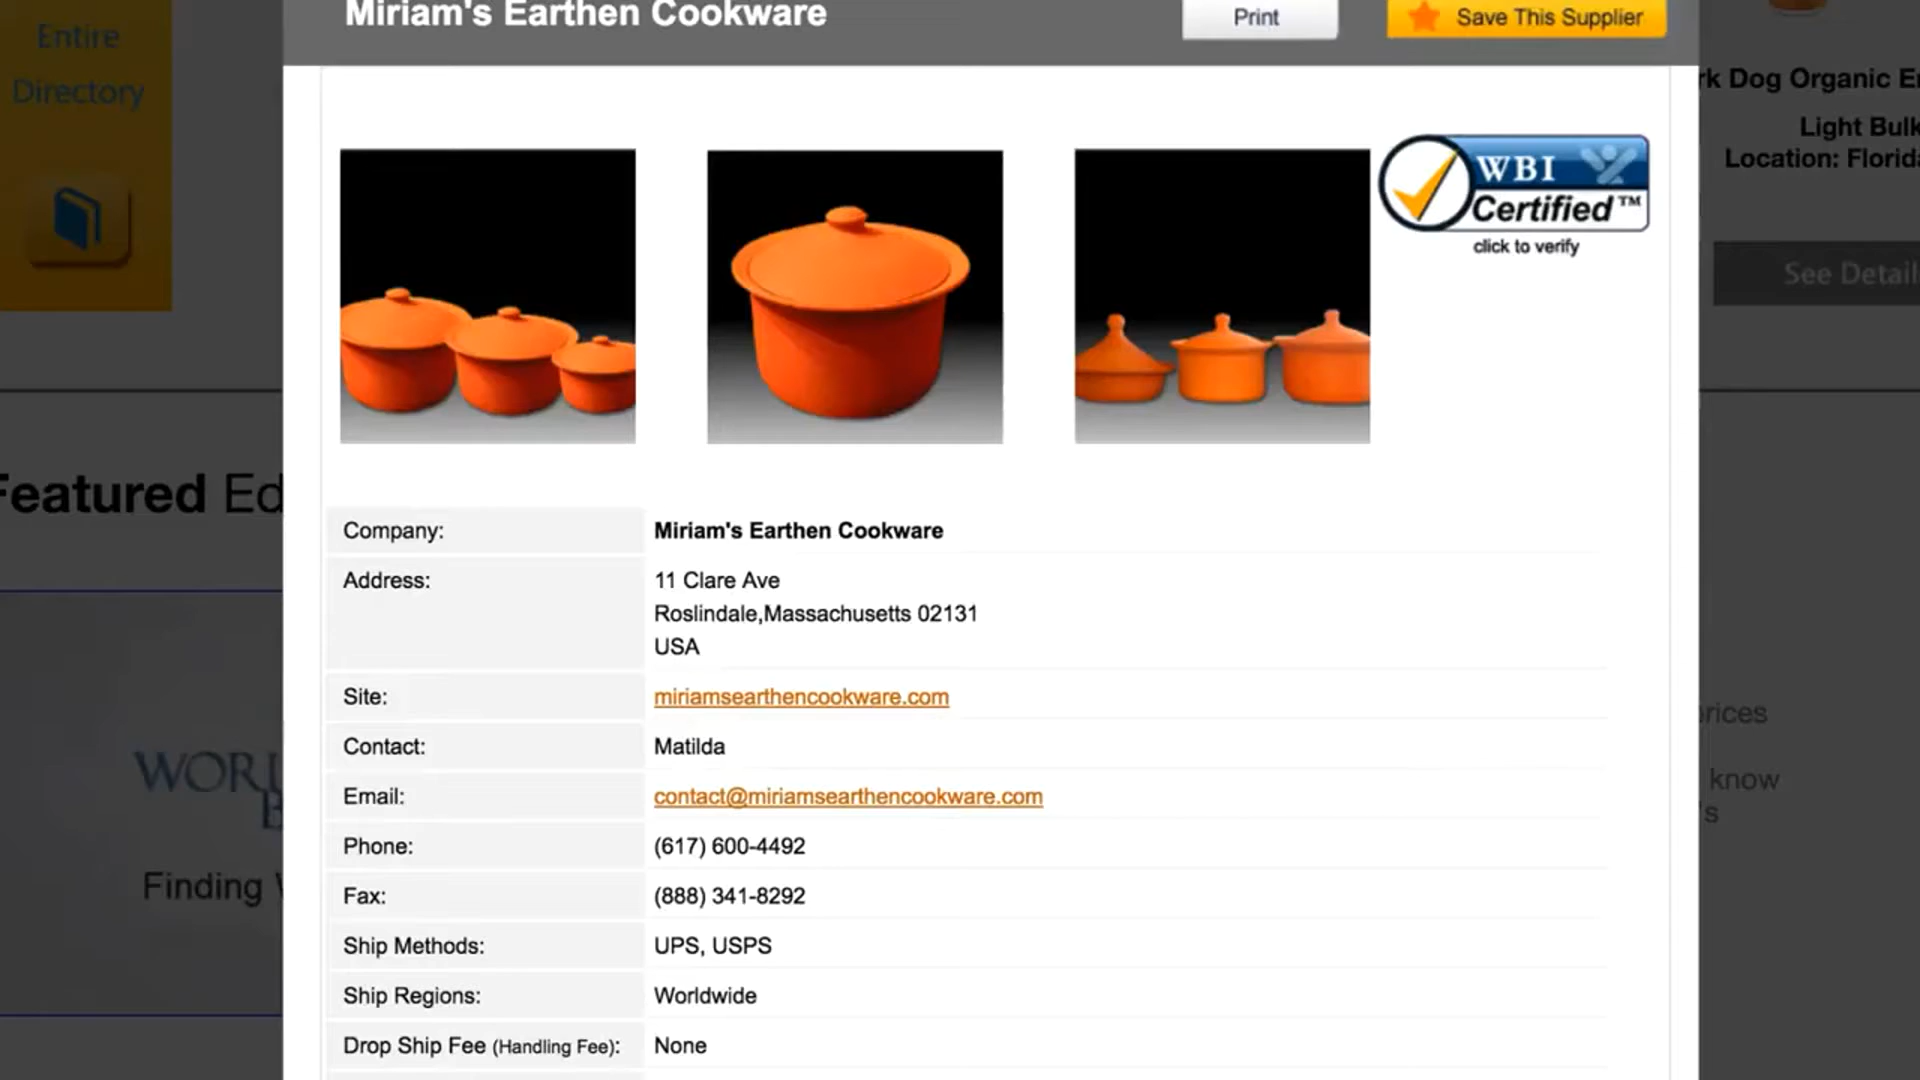 Miriam's Earthen Cookware
Print
Save This Supplier
Entire
Directory
Dog Organic
Light Bulk
Location: Florida
WBI
Certified™
click to verify
See Detail
Featured Ed
Company: Miriam's Earthen Cookware
Address: 11 Clare Ave
Roslindale,Massachusetts 02131
USA
Site: miriamsearthencookware.com
Contact: Matilda
Email: contact@miriamsearthencookware.com
Phone: (617) 600-4492
Fax: (888) 341-8292
Ship Methods: UPS, USPS
Ship Regions: Worldwide
Drop Ship Fee (Handling Fee): None
WORL
B
Finding
rices
know
's